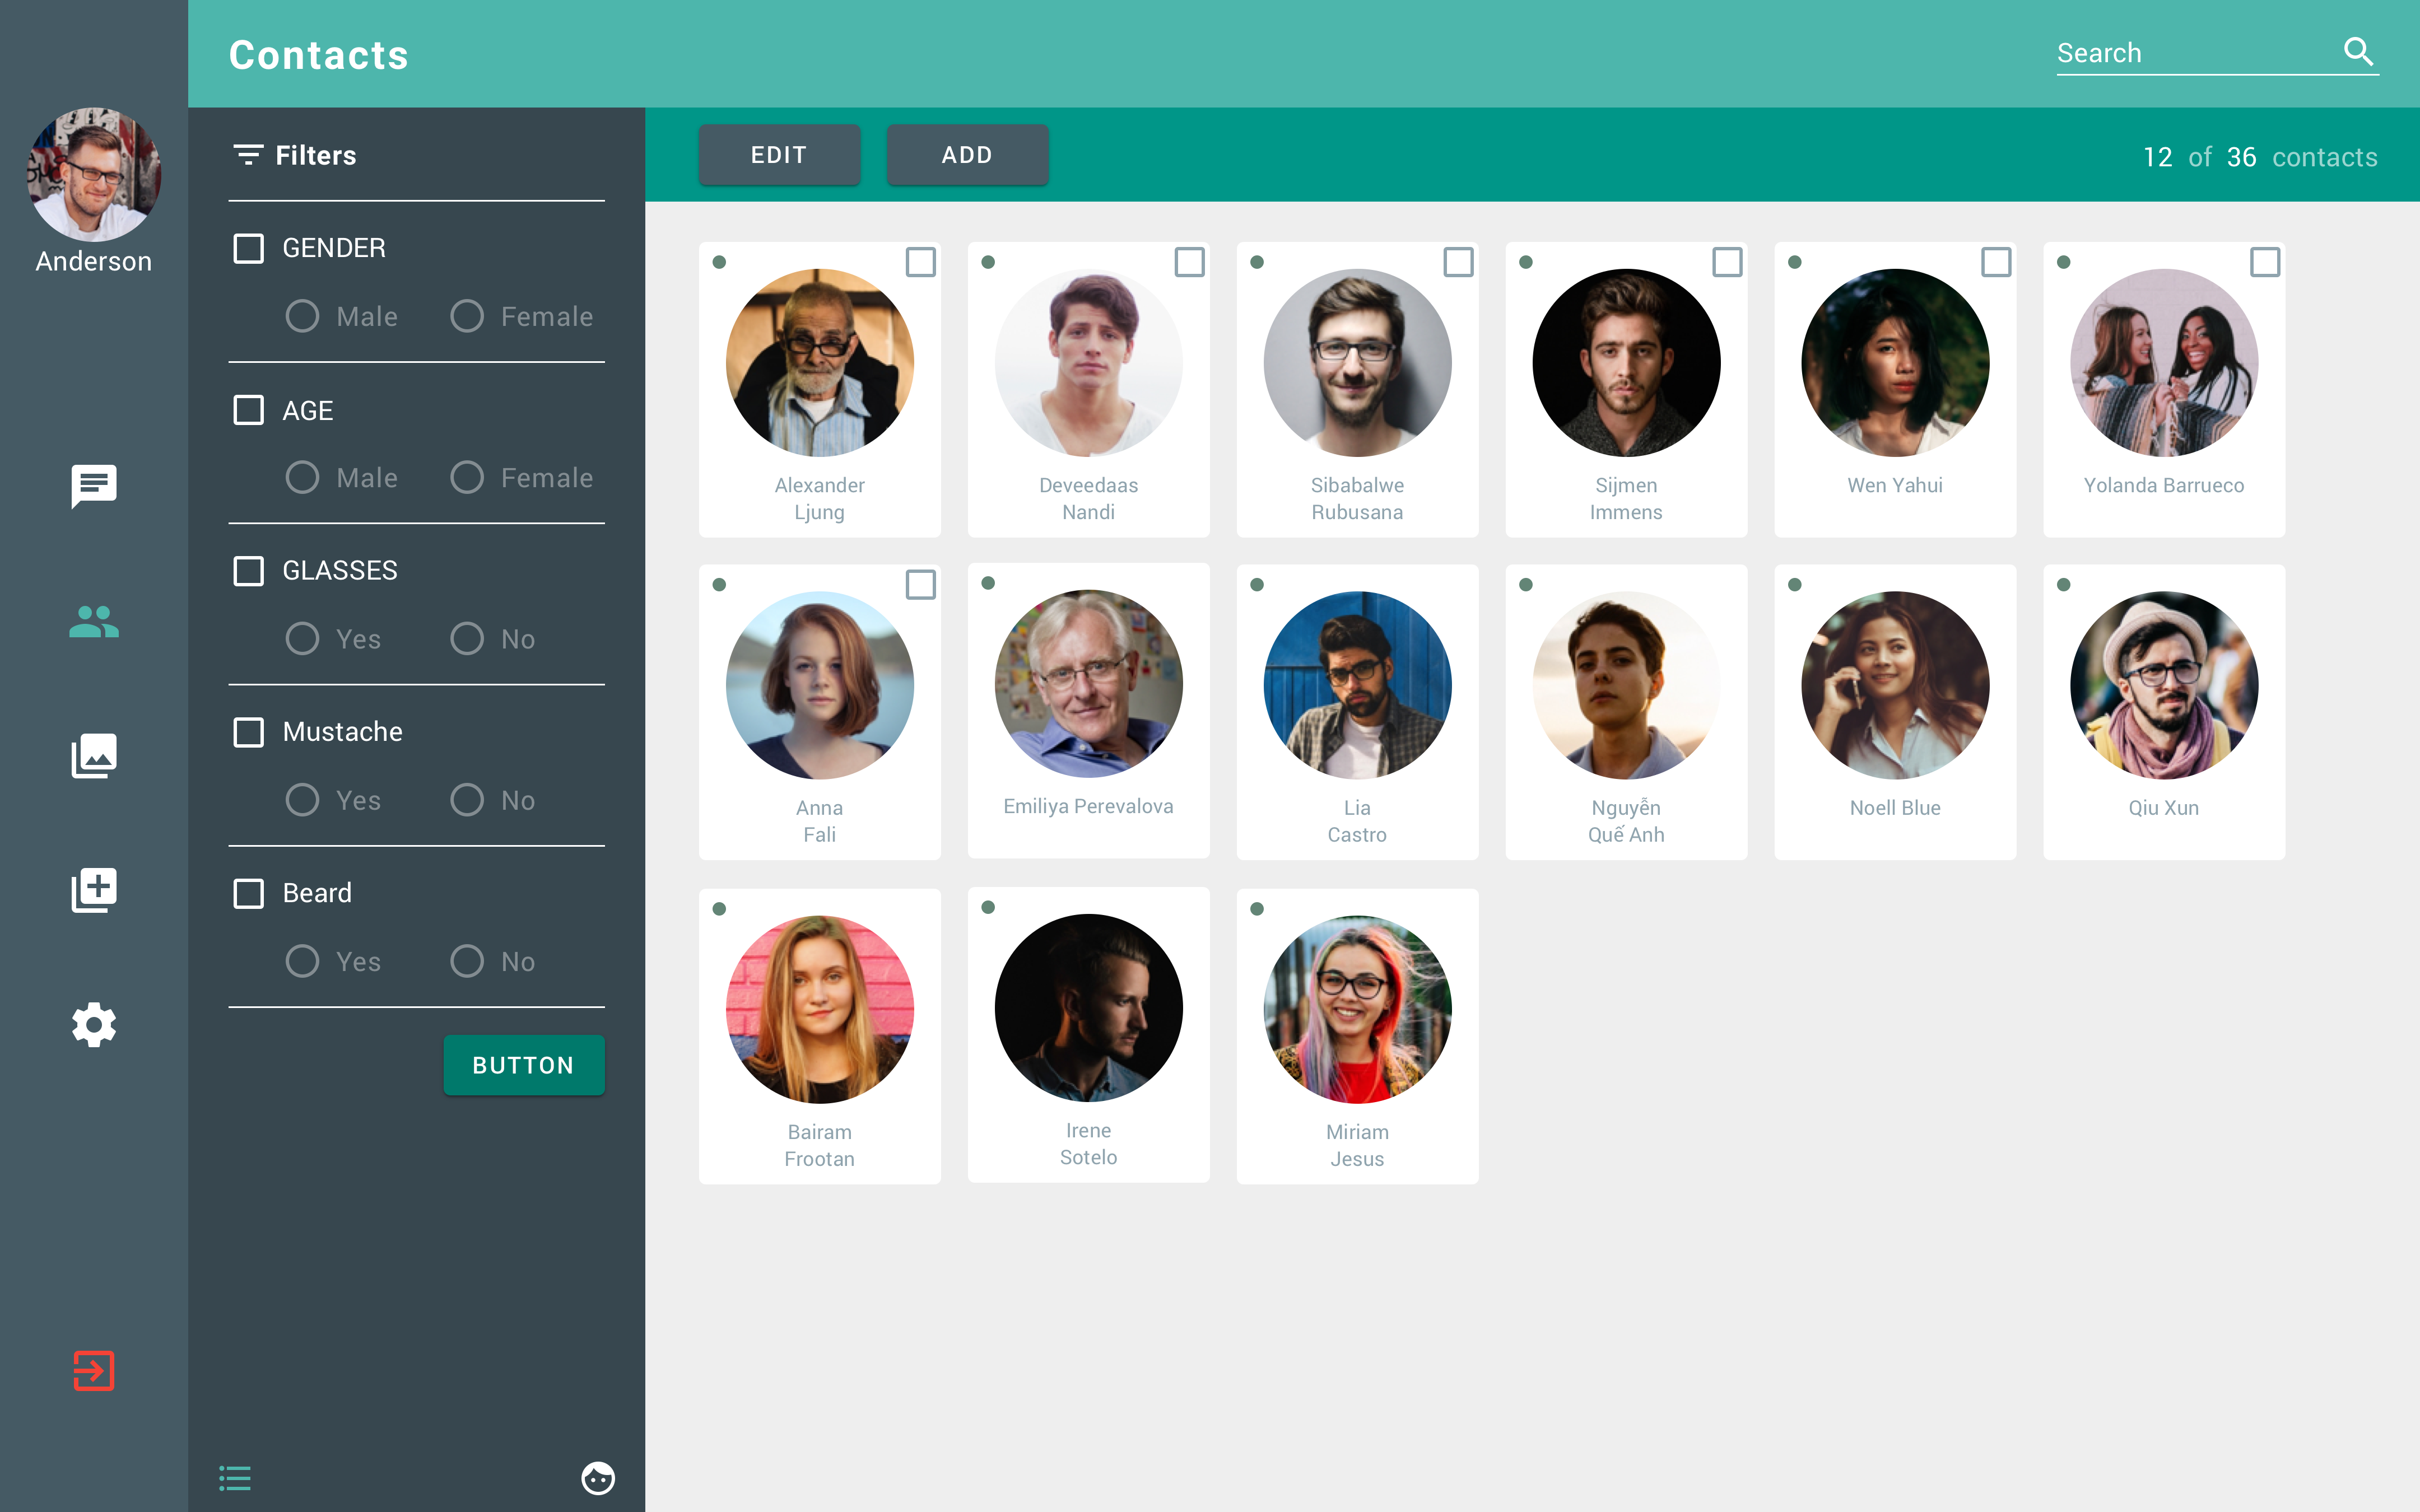 Contacts
Search
Anderson
Filters
GENDER
Male Female
AGE
Male Female
GLASSES
Yes No
Mustache
Yes No
Beard
Yes No
BUTTON
EDIT ADD
12 of 36 contacts
Alexander
Ljung
Deveedaas
Nandi
Sibabalwe
Rubusana
Sijmen
Immens
Wen Yahui
Yolanda Barrueco
Anna
Fali
Emiliya Perevalova
Lia
Castro
Nguyễn
Quế Anh
Noell Blue
Qiu Xun
Bairam
Frootan
Irene
Sotelo
Miriam
Jesus